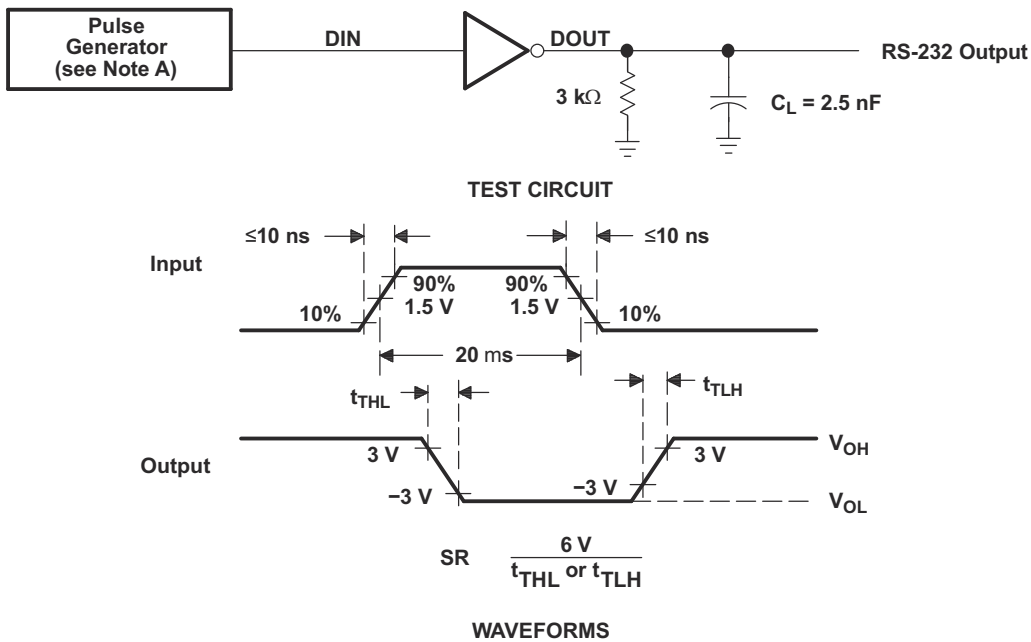 Pulse
Generator
(see Note A)
DIN
DOUT
RS-232 Output
3 kΩ
C_L = 2.5 nF
TEST CIRCUIT
≤10 ns
≤10 ns
Input
90%
90%
1.5 V
1.5 V
10%
10%
20 ms
t_THL
t_TLH
Output
3 V
3 V
V_OH
−3 V
−3 V
V_OL
SR
6 V
t_THL or t_TLH
WAVEFORMS